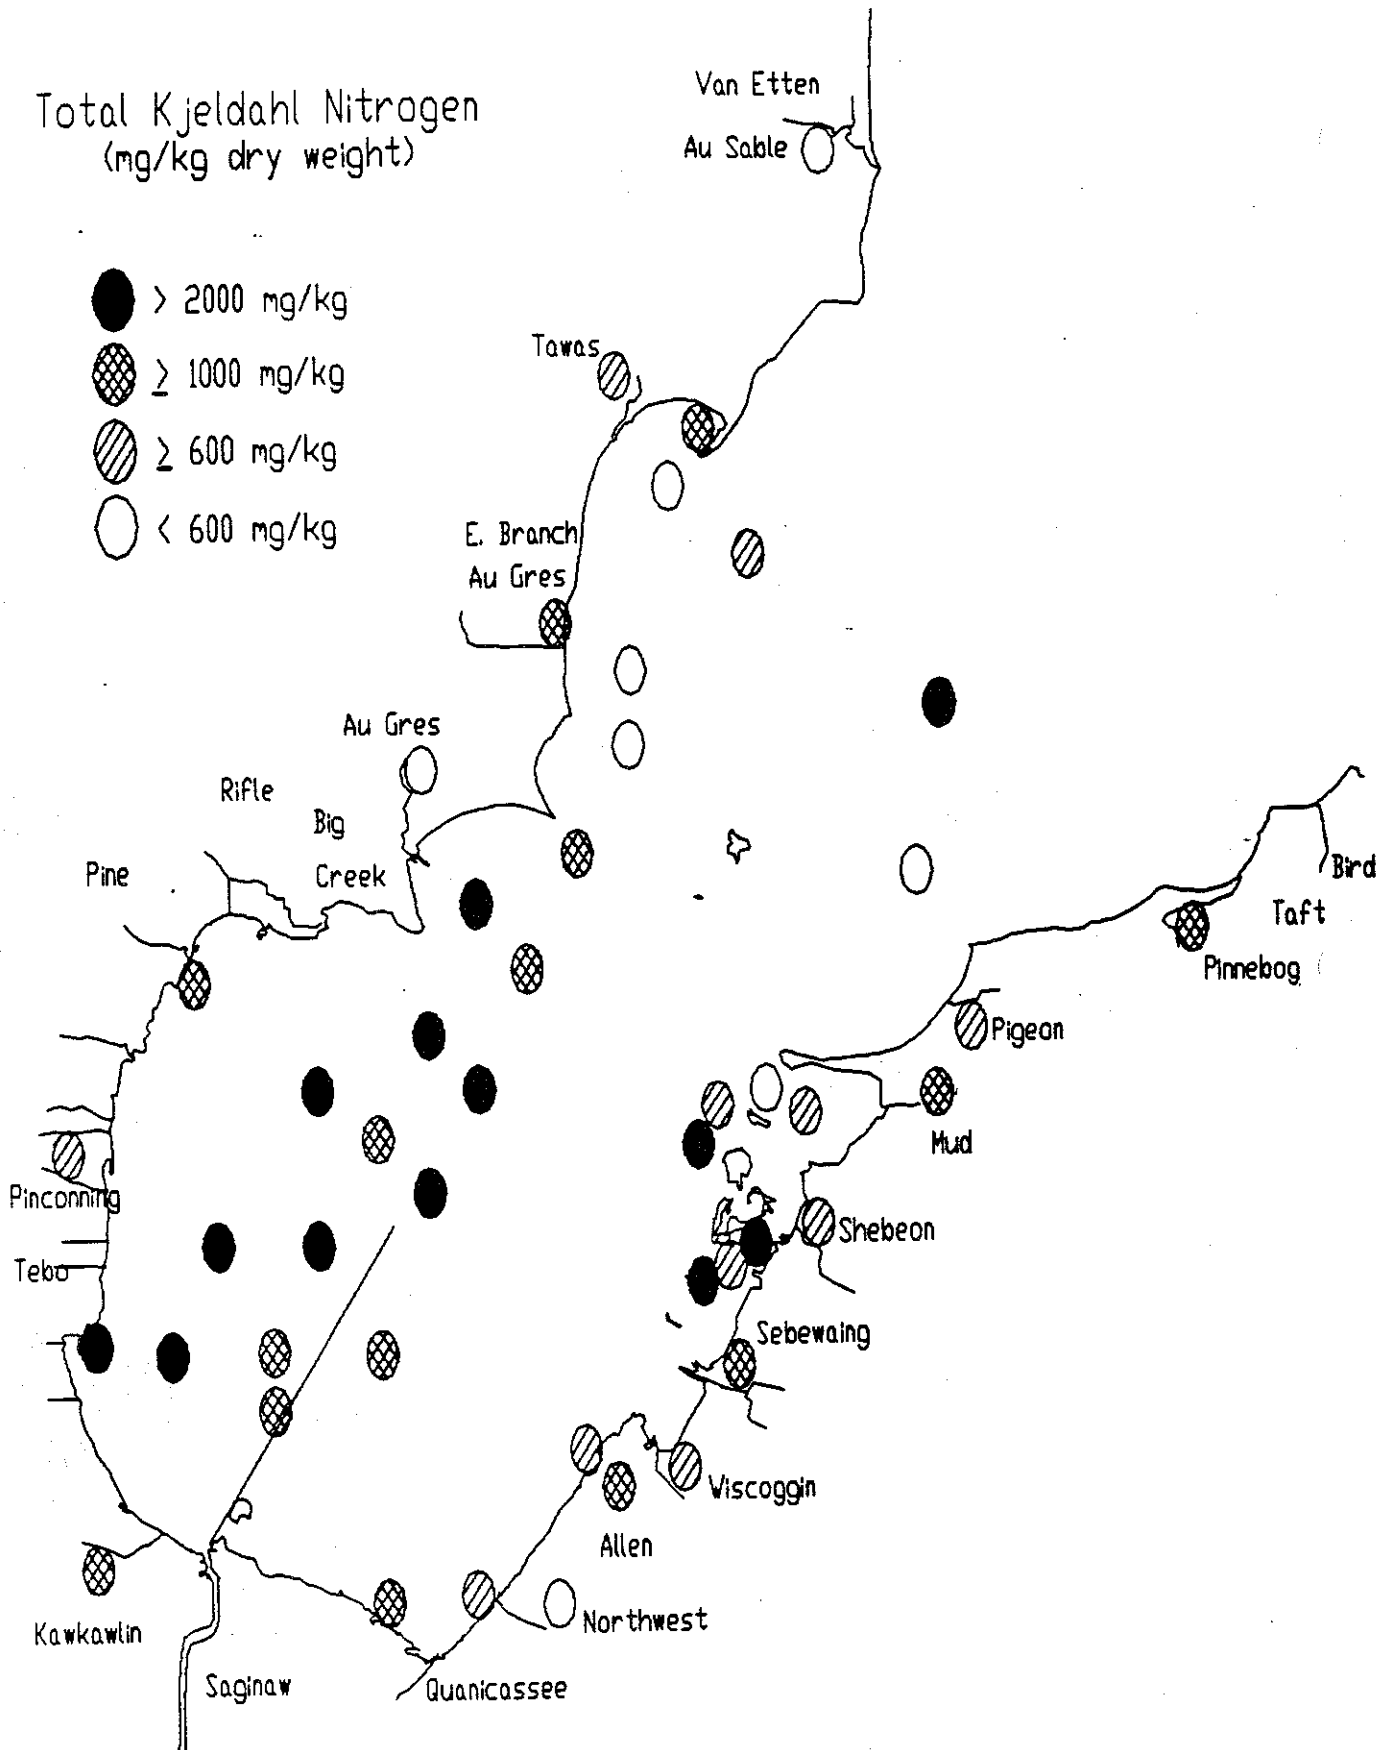 Total Kjeldahl Nitrogen
(mg/kg dry weight)
> 2000 mg/kg
≥ 1000 mg/kg
≥ 600 mg/kg
< 600 mg/kg
Van Etten
Au Sable
Tawas
E. Branch
Au Gres
Au Gres
Rifle
Big
Creek
Pine
Bird
Taft
Pinnebog
Pigeon
Mud
Pinconning
Shebeon
Tebo
Sebewaing
Wiscoggin
Allen
Northwest
Kawkawlin
Saginaw
Quanicassee